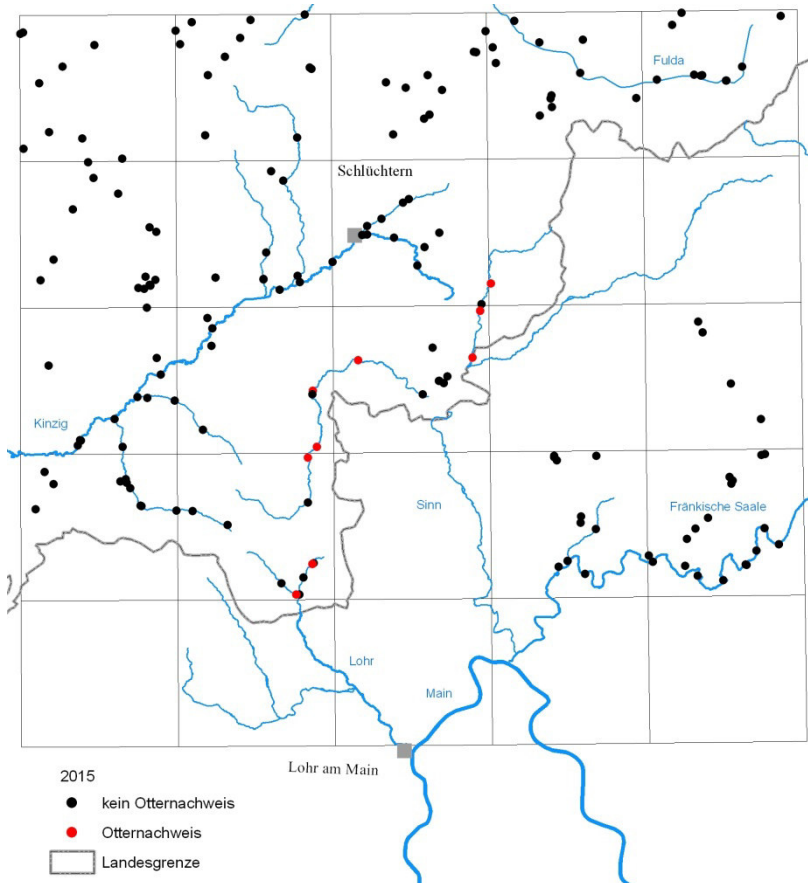 Fulda
Schlüchtern
Kinzig
Sinn
Fränkische Saale
Lohr
Main
Lohr am Main
2015
kein Otternachweis
Otternachweis
Landesgrenze